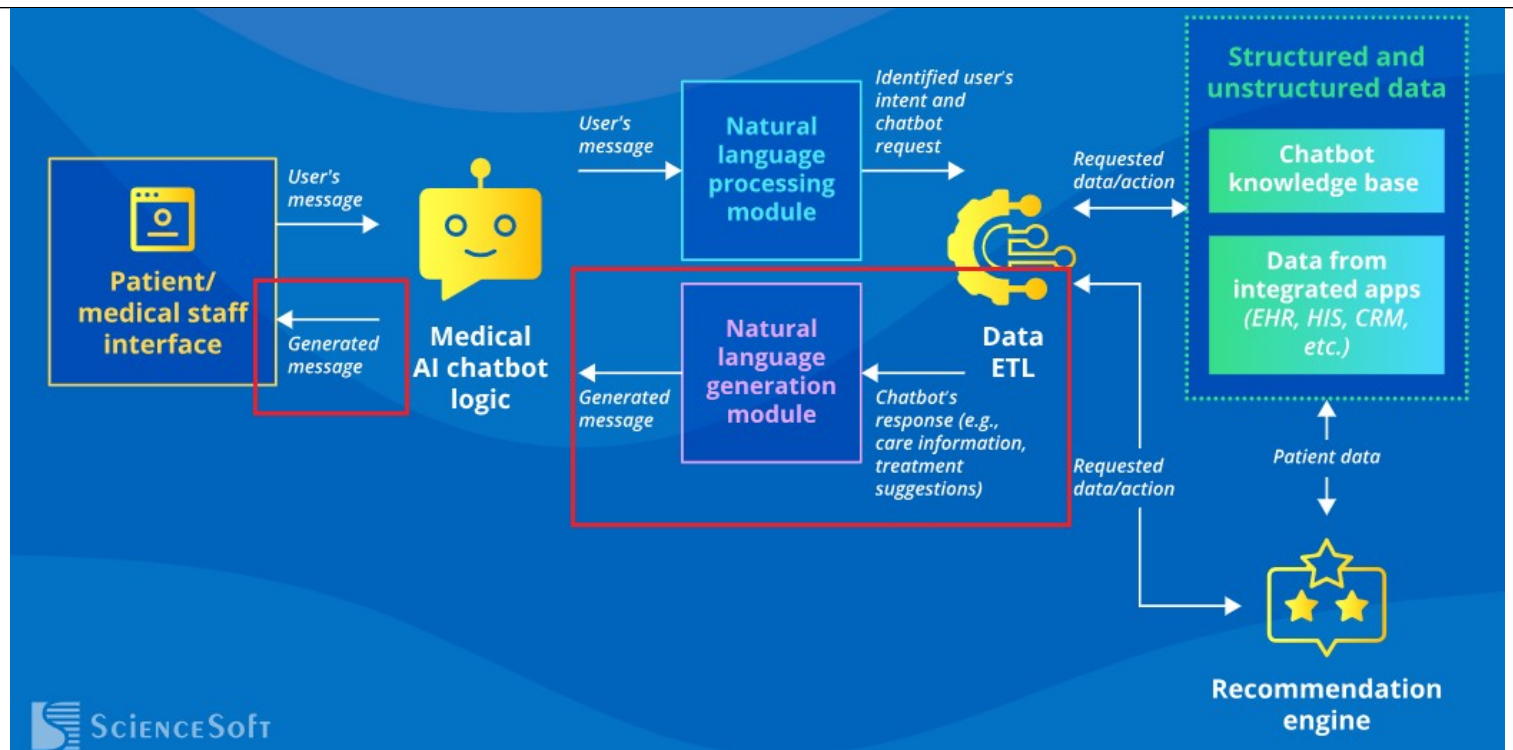 Patient/
medical staff
interface
User's
message
Generated
message
Medical
AI chatbot
logic
User's
message
Natural
language
processing
module
Identified user's
intent and
chatbot
request
Generated
message
Natural
language
generation
module
Chatbot's
response (e.g.,
care information,
treatment
suggestions)
Data
ETL
Requested
data/action
Requested
data/action
Structured and
unstructured data
Chatbot
knowledge base
Data from
integrated apps
(EHR, HIS, CRM,
etc.)
Patient data
Recommendation
engine
ScienceSoft